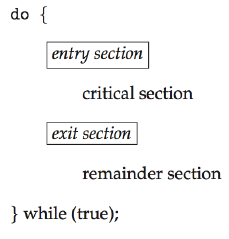 do {
entry section
critical section
exit section
remainder section
} while (true);